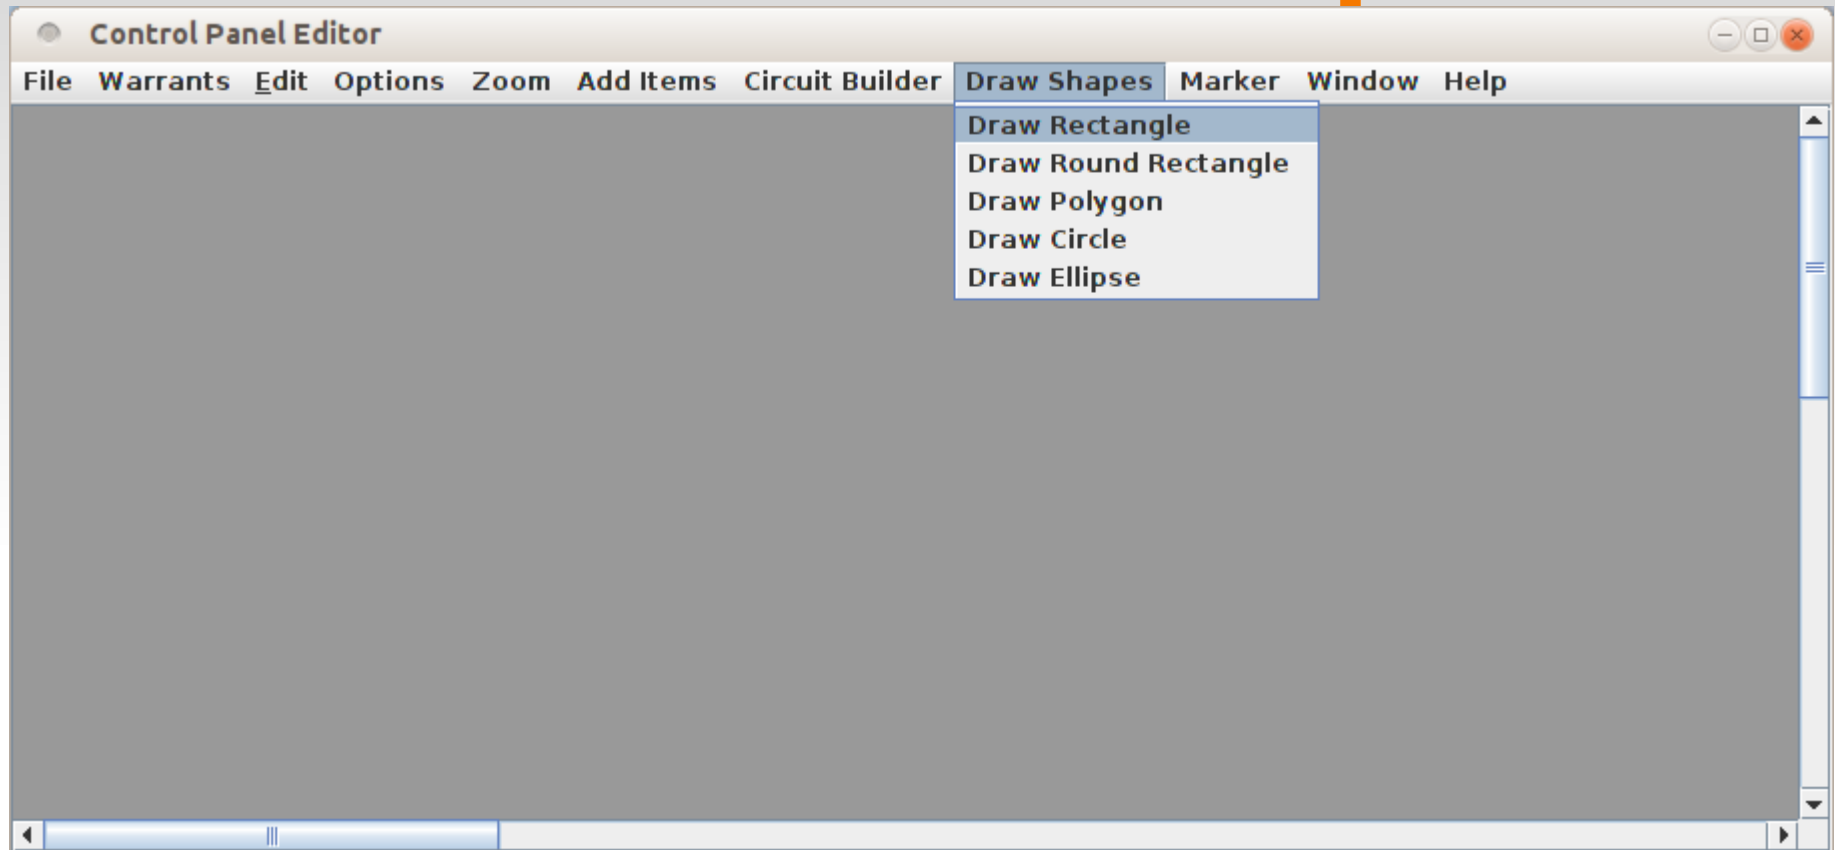 Control Panel Editor
File Warrants Edit Options Zoom Add Items Circuit Builder Draw Shapes Marker Window Help
Draw Rectangle
Draw Round Rectangle
Draw Polygon
Draw Circle
Draw Ellipse